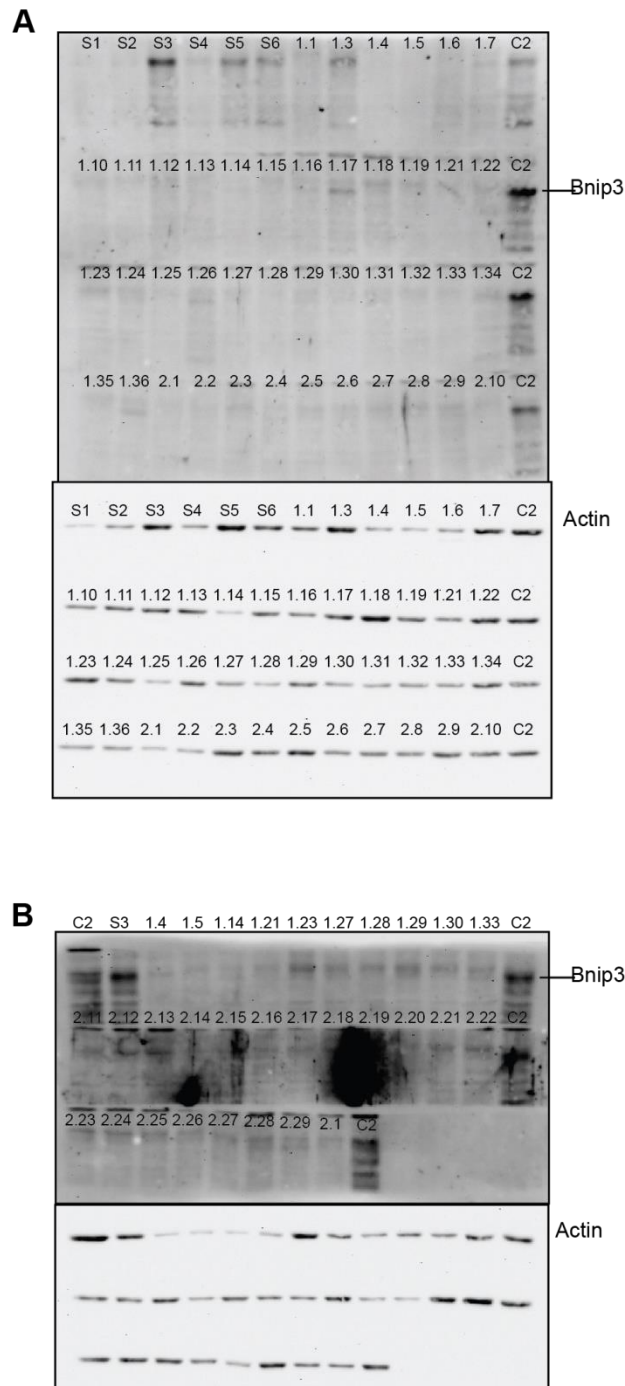 A
S1 S2 S3 S4 S5 S6 1.1 1.3 1.4 1.5 1.6 1.7 C2
1.10 1.11 1.12 1.13 1.14 1.15 1.16 1.17 1.18 1.19 1.21 1.22 C2
Bnip3
1.23 1.24 1.25 1.26 1.27 1.28 1.29 1.30 1.31 1.32 1.33 1.34 C2
1.35 1.36 2.1 2.2 2.3 2.4 2.5 2.6 2.7 2.8 2.9 2.10 C2
S1 S2 S3 S4 S5 S6 1.1 1.3 1.4 1.5 1.6 1.7 C2
Actin
1.10 1.11 1.12 1.13 1.14 1.15 1.16 1.17 1.18 1.19 1.21 1.22 C2
1.23 1.24 1.25 1.26 1.27 1.28 1.29 1.30 1.31 1.32 1.33 1.34 C2
1.35 1.36 2.1 2.2 2.3 2.4 2.5 2.6 2.7 2.8 2.9 2.10 C2
B
C2 S3 1.4 1.5 1.14 1.21 1.23 1.27 1.28 1.29 1.30 1.33 C2
Bnip3
2.11 2.12 2.13 2.14 2.15 2.16 2.17 2.18 2.19 2.20 2.21 2.22 C2
2.23 2.24 2.25 2.26 2.27 2.28 2.29 2.1 C2
Actin